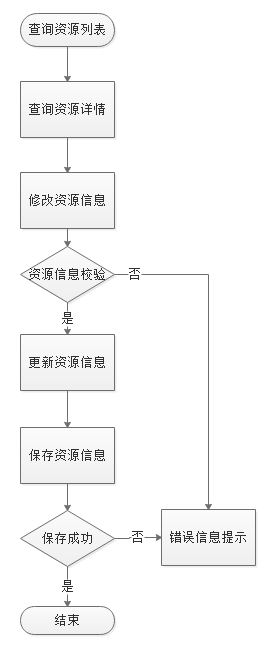 查询资源列表
查询资源详情
修改资源信息
资源信息校验
否
是
更新资源信息
保存资源信息
保存成功
否
错误信息提示
是
结束